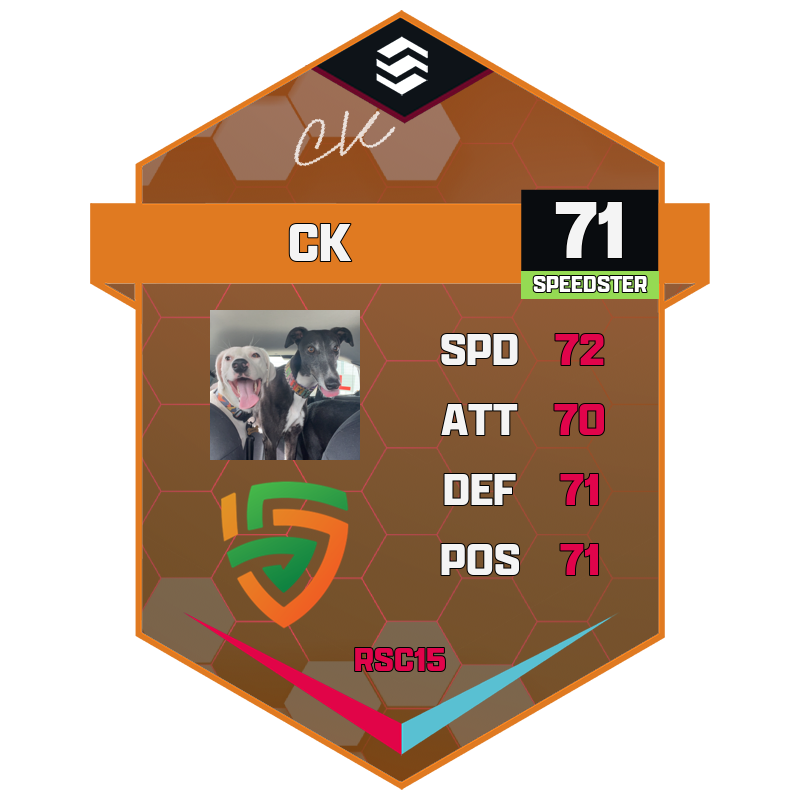 CK
CK
71
SPEEDSTER
SPD 72
ATT 70
DEF 71
POS 71
RSC15